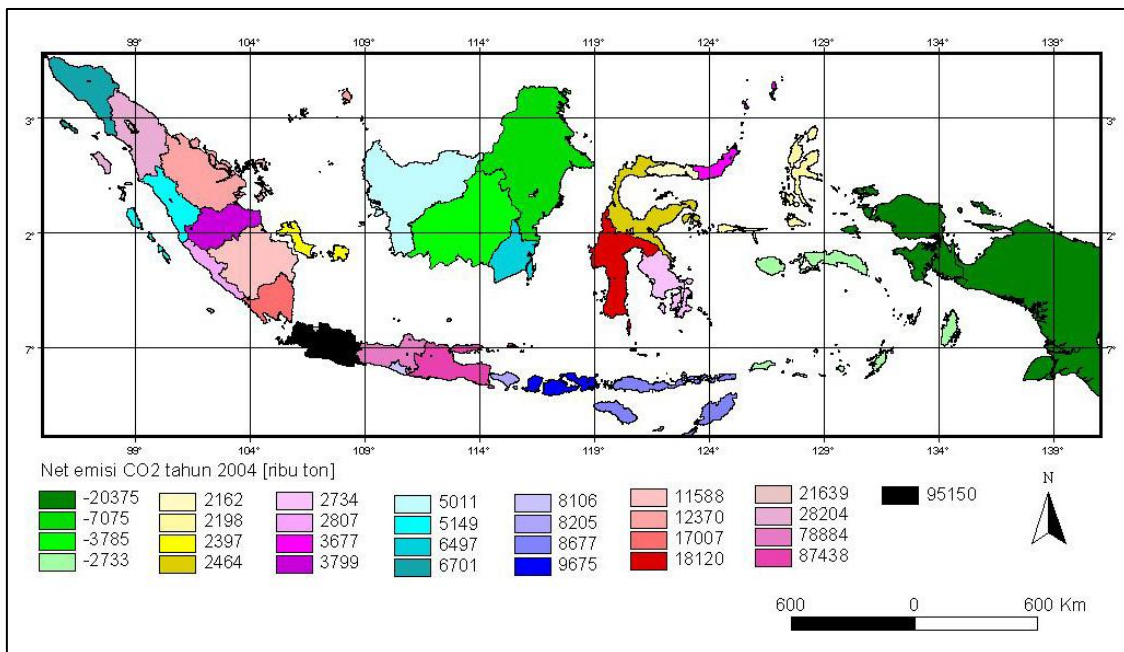 99° 104° 109° 114° 119° 124° 129° 134° 139°
3° 3°
2° 2°
7° 7°
99° 104° 109° 114° 119° 124° 129° 134° 139°
Net emisi CO2 tahun 2004 [ribu ton]
-20375 2162 2734 5011 8106 11588 21639 95150
-7075 2198 2807 5149 8205 12370 28204
-3785 2397 3677 6497 8677 17007 78884
-2733 2464 3799 6701 9675 18120 87438
N
600 0 600 Km